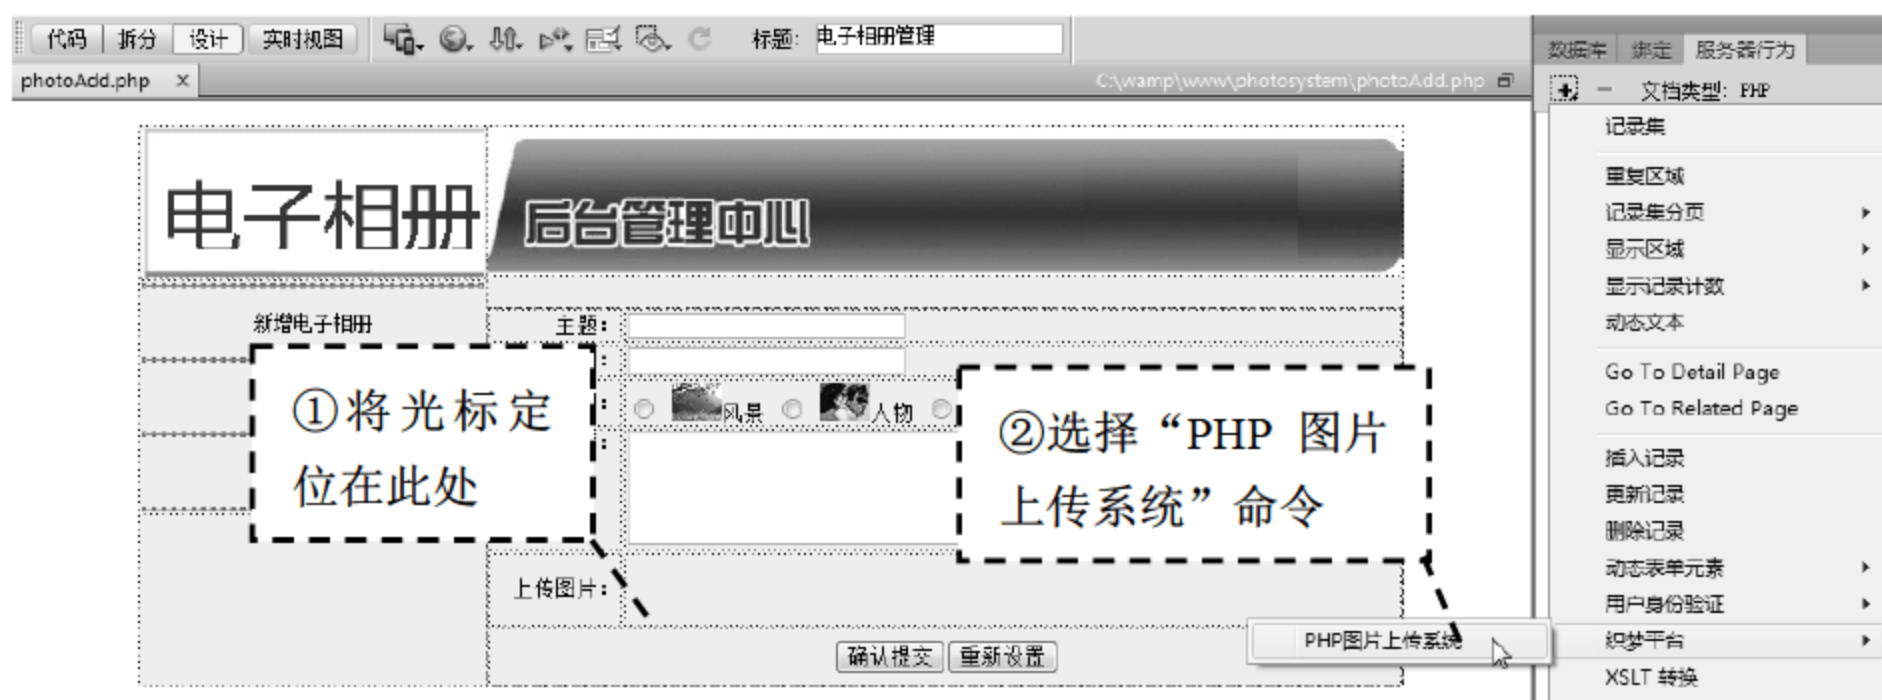 代码 拆分 设计 实时视图 标题: 电子相册管理
数据库 绑定 服务器行为
photoAdd.php × C:\wamp\www\photosystem\photoAdd.php
文档类型: PHP
电子相册 后台管理中心
新增电子相册
主题:
:
: 风景 人物
:
上传图片:
确认提交 重新设置
①将光标定
位在此处
②选择“PHP 图片
上传系统”命令
记录集
重复区域
记录集分页
显示区域
显示记录计数
动态文本
Go To Detail Page
Go To Related Page
插入记录
更新记录
删除记录
动态表单元素
用户身份验证
织梦平台
PHP图片上传系统
XSLT 转换